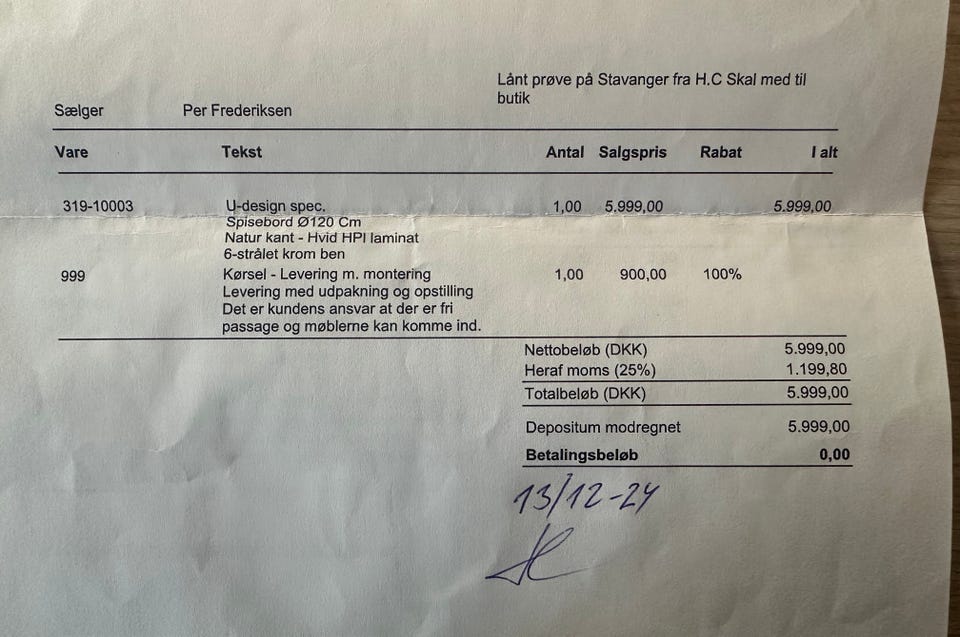 Lånt prøve på Stavanger fra H.C Skal med til
butik
Sælger Per Frederiksen
Vare Tekst Antal Salgspris Rabat I alt
319-10003 U-design spec. 1,00 5.999,00 5.999,00
Spisebord Ø120 Cm
Natur kant - Hvid HPl laminat
6-strålet krom ben
999 Kørsel - Levering m. montering 1,00 900,00 100%
Levering med udpakning og opstilling
Det er kundens ansvar at der er fri
passage og møblerne kan komme ind.
Nettobeløb (DKK) 5.999,00
Heraf moms (25%) 1.199,80
Totalbeløb (DKK) 5.999,00
Depositum modregnet 5.999,00
Betalingsbeløb 0,00
13/12-24